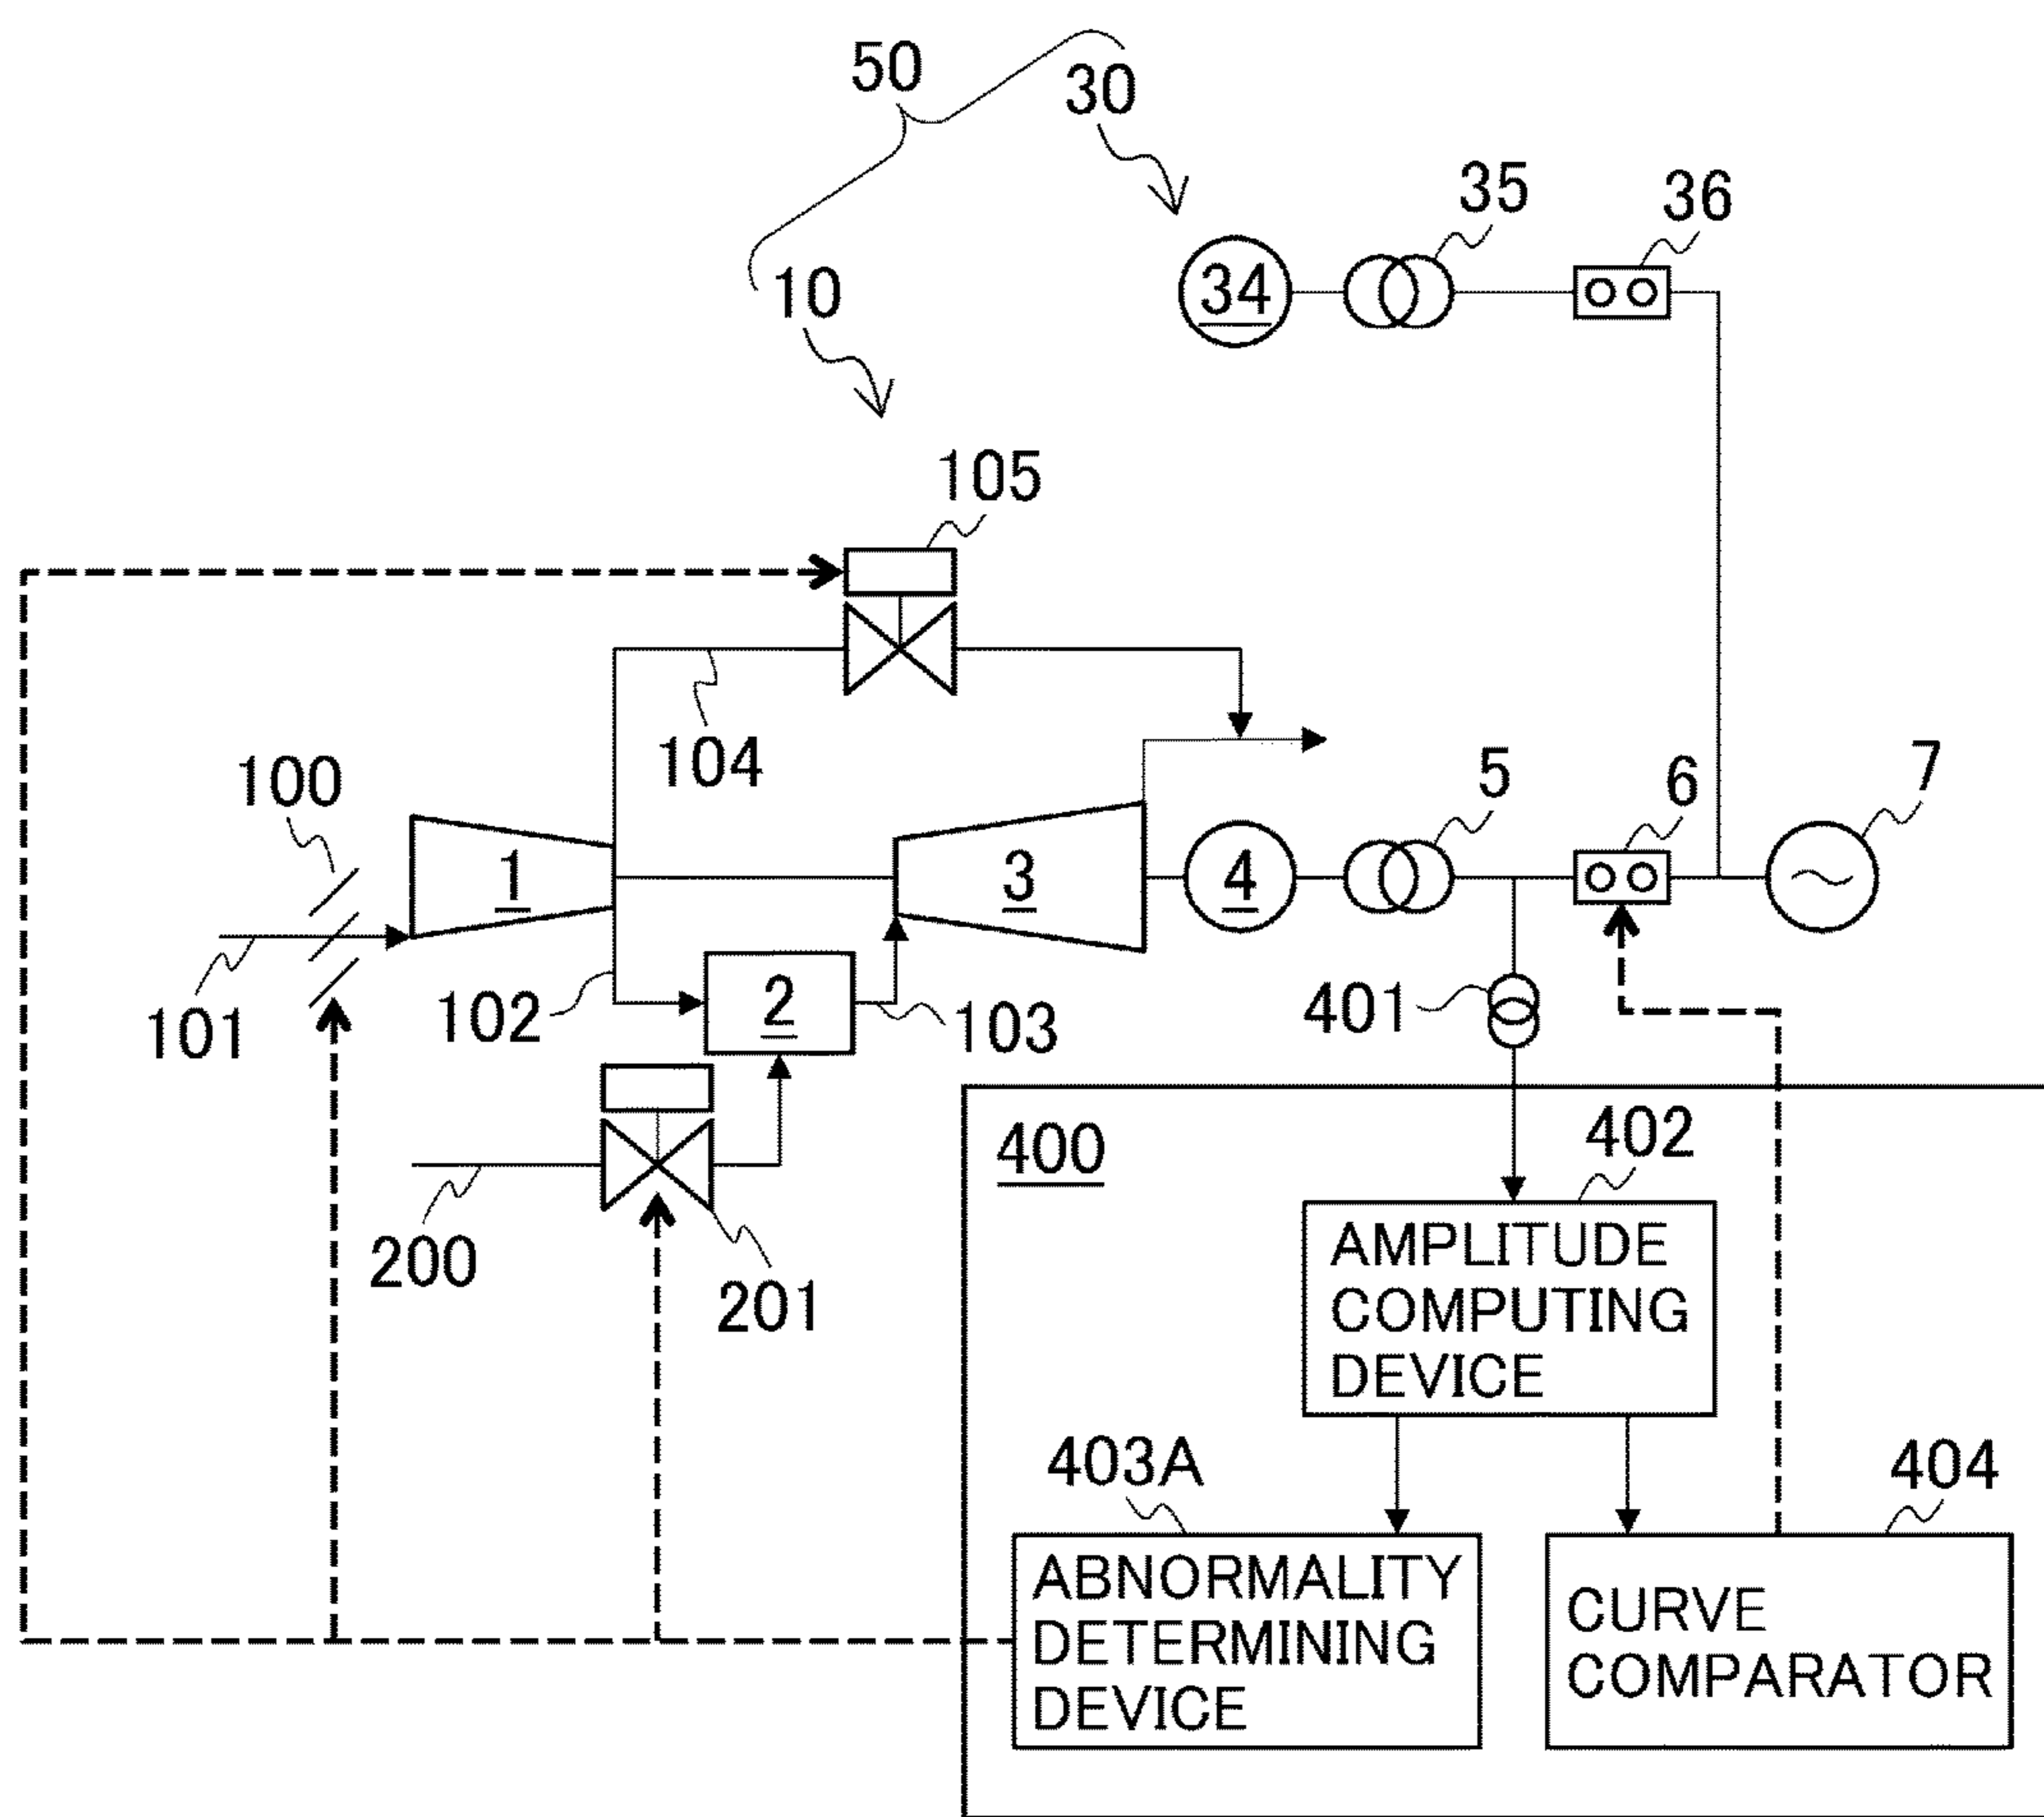 50
30
35
36
34
10
105
104
100
5
6
7
1
3
4
101
102
2
103
401
400
402
200
201
AMPLITUDE
COMPUTING
DEVICE
403A
404
ABNORMALITY
DETERMINING
DEVICE
CURVE
COMPARATOR